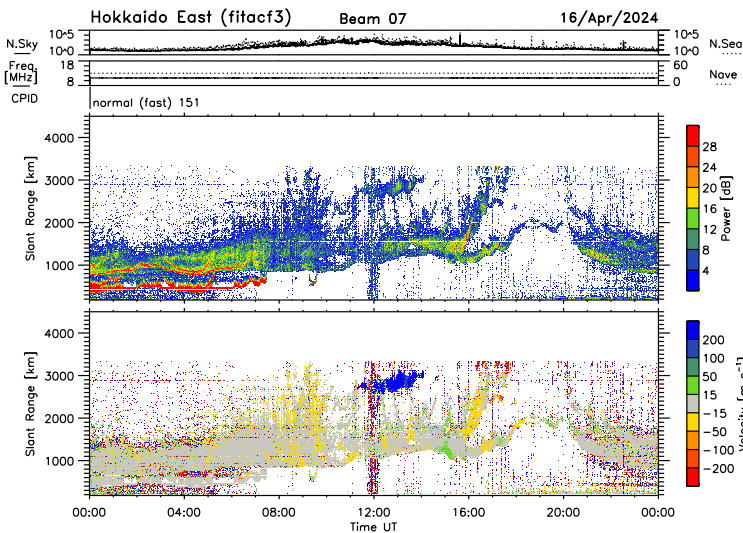 Hokkaido East (fitacf3) Beam 07 16/Apr/2024
N.Sky 10^5 10^0 10^5 10^0 N.Sea
Freq. [MHz] 18 8 60 0 Nave
CPID normal (fast) 151
Slant Range [km] 4000 3000 2000 1000
Power [dB] 28 24 20 16 12 8 4
Slant Range [km] 4000 3000 2000 1000
200 100 50 15 -15 -50 -100 -200
00:00 04:00 08:00 12:00 16:00 20:00 00:00
Time UT